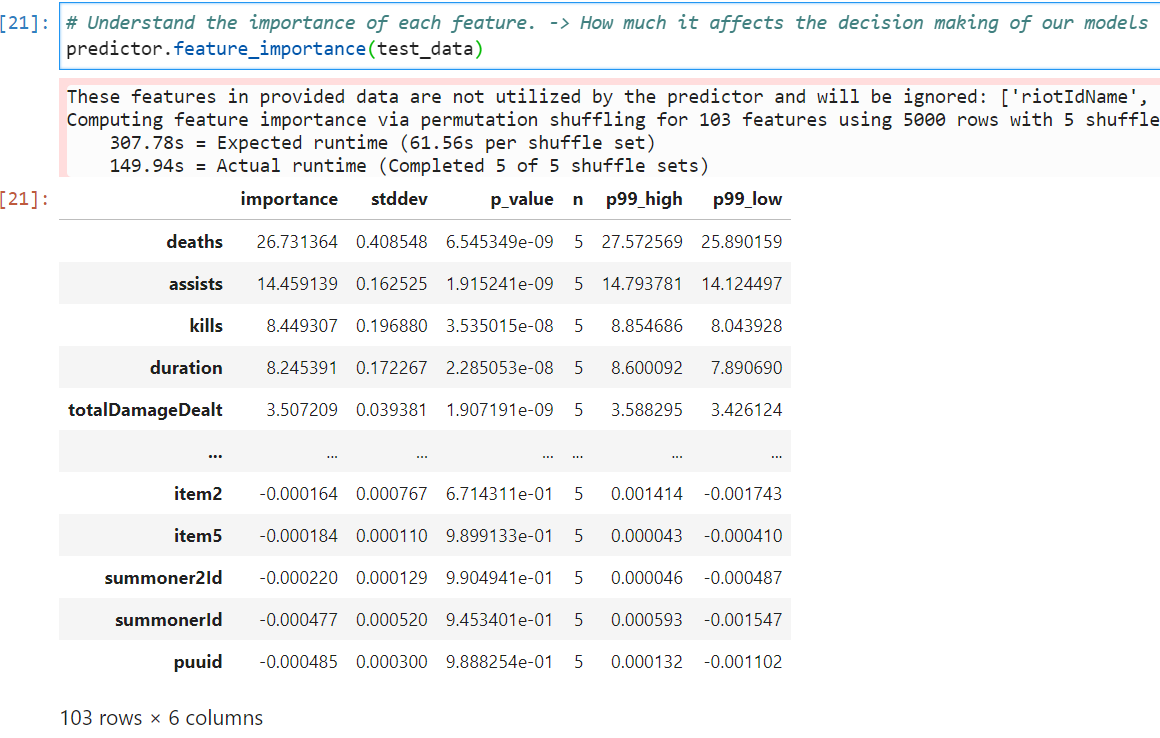 [21]: # Understand the importance of each feature. -> How much it affects the decision making of our models
predictor.feature_importance(test_data)
These features in provided data are not utilized by the predictor and will be ignored: ['riotIdName',
Computing feature importance via permutation shuffling for 103 features using 5000 rows with 5 shuffle
307.78s = Expected runtime (61.56s per shuffle set)
149.94s = Actual runtime (Completed 5 of 5 shuffle sets)
[21]: importance stddev p_value n p99_high p99_low
deaths 26.731364 0.408548 6.545349e-09 5 27.572569 25.890159
assists 14.459139 0.162525 1.915241e-09 5 14.793781 14.124497
kills 8.449307 0.196880 3.535015e-08 5 8.854686 8.043928
duration 8.245391 0.172267 2.285053e-08 5 8.600092 7.890690
totalDamageDealt 3.507209 0.039381 1.907191e-09 5 3.588295 3.426124
... ... ... ... ... ... ...
item2 -0.000164 0.000767 6.714311e-01 5 0.001414 -0.001743
item5 -0.000184 0.000110 9.899133e-01 5 0.000043 -0.000410
summoner2Id -0.000220 0.000129 9.904941e-01 5 0.000046 -0.000487
summonerId -0.000477 0.000520 9.453401e-01 5 0.000593 -0.001547
puuid -0.000485 0.000300 9.888254e-01 5 0.000132 -0.001102
103 rows × 6 columns